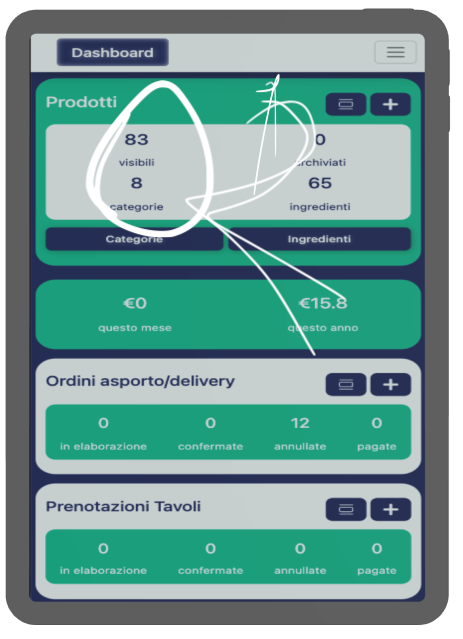 Dashboard
Prodotti
83 0
visibili archiviati
8 65
categorie ingredienti
Categorie Ingredienti
€0 €15.8
questo mese questo anno
Ordini asporto/delivery
0 0 12 0
in elaborazione confermate annullate pagate
Prenotazioni Tavoli
0 0 0 0
in elaborazione confermate annullate pagate